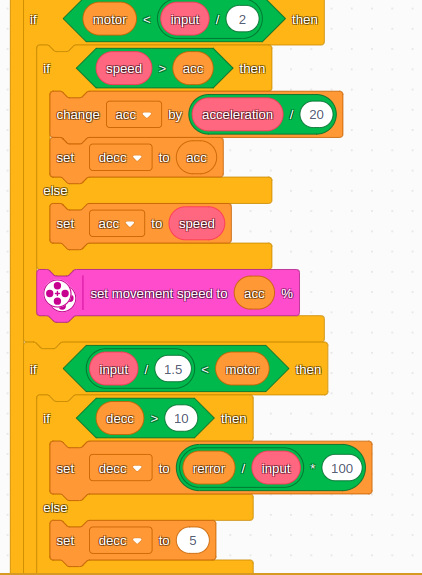 if motor < input / 2 then
if speed > acc then
change acc by acceleration / 20
set decc to acc
else
set acc to speed
set movement speed to acc %
if input / 1.5 < motor then
if decc > 10 then
set decc to rerror / input * 100
else
set decc to 5